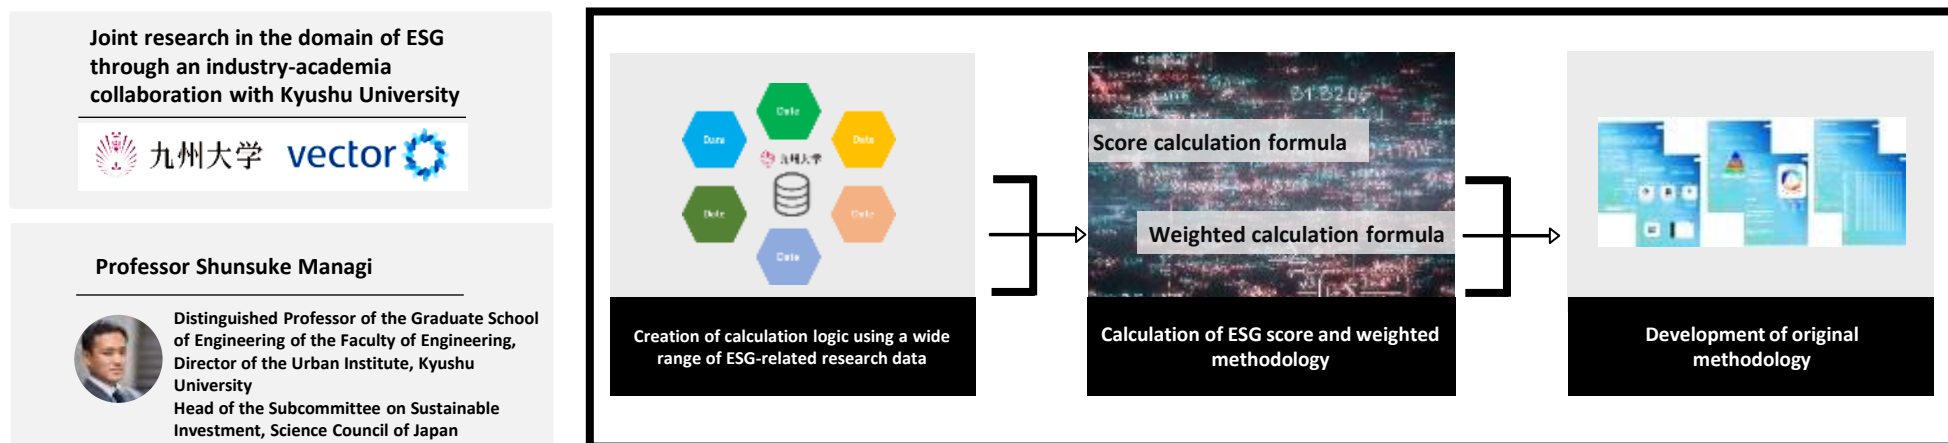 Joint research in the domain of ESG
through an industry-academia
collaboration with Kyushu University
九州大学 vector
Professor Shunsuke Managi
Distinguished Professor of the Graduate School
of Engineering of the Faculty of Engineering,
Director of the Urban Institute, Kyushu
University
Head of the Subcommittee on Sustainable
Investment, Science Council of Japan
Data
Data
Data
九州大学
Data
Data
Data
Creation of calculation logic using a wide
range of ESG-related research data
Score calculation formula
Weighted calculation formula
Calculation of ESG score and weighted
methodology
Development of original
methodology